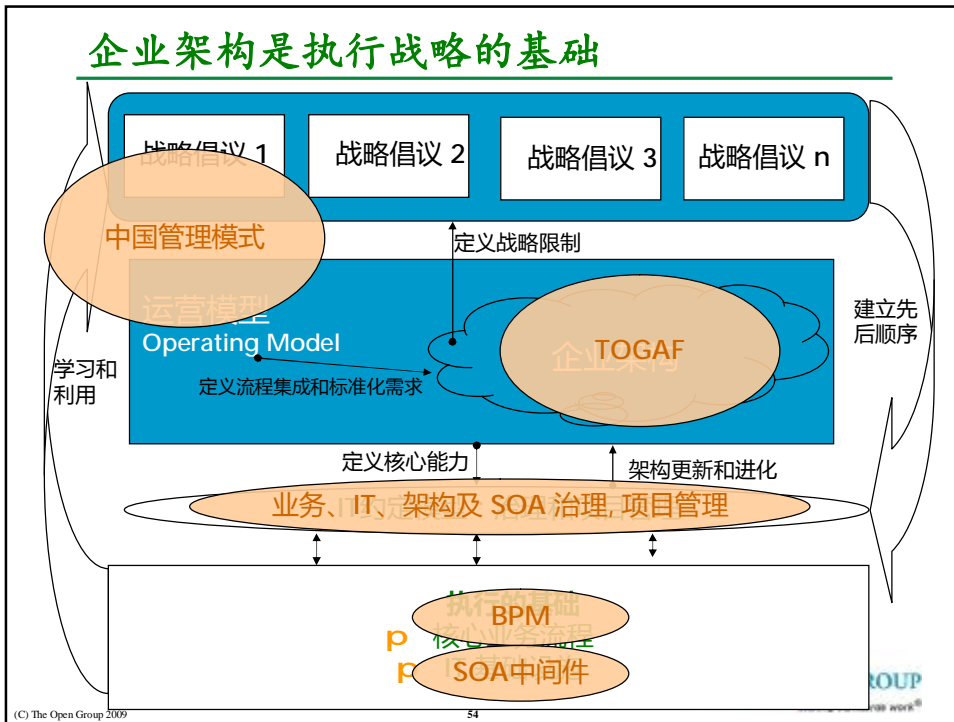 企业架构是执行战略的基础
战略倡议 1
战略倡议 2
战略倡议 3
战略倡议 n
中国管理模式
定义战略限制
运营模型
Operating Model
TOGAF
企业架构
建立先
后顺序
学习和
利用
定义流程集成和标准化需求
定义核心能力
架构更新和进化
业务、IT、架构及 SOA 治理, 项目管理
执行的基础
BPM
p 核心业务流程
p
SOA中间件
(C) The Open Group 2009
54